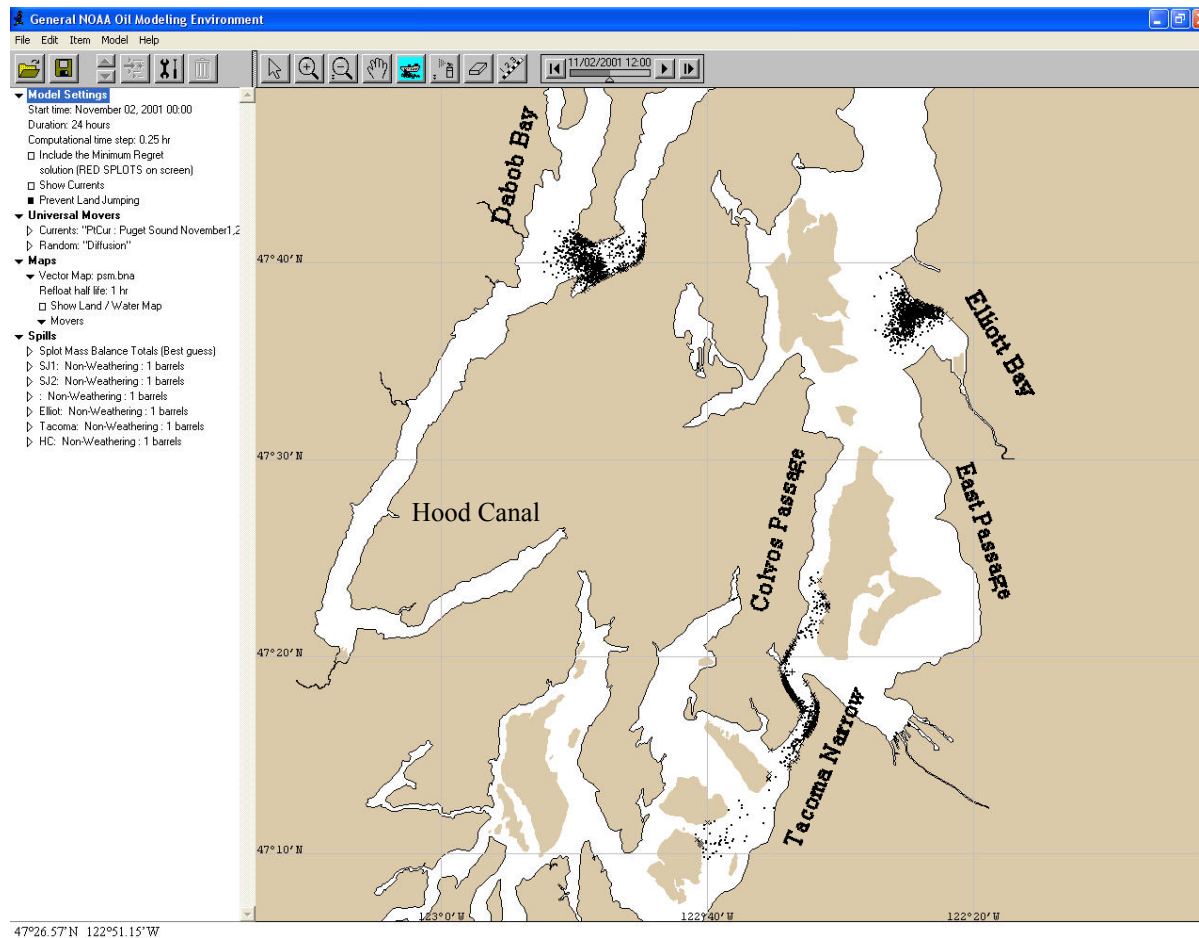 General NOAA Oil Modeling Environment
File Edit Item Model Help
11/02/2001 12:00
Model Settings
Start time: November 02, 2001 00:00
Duration: 24 hours
Computational time step: 0.25 hr
Include the Minimum Regret
solution (RED SPLOTS on screen)
Show Currents
Prevent Land Jumping
Universal Movers
Currents: "PtCur : Puget Sound November1,2
Random: "Diffusion"
Maps
Vector Map: psm.bna
Refloat half life: 1 hr
Show Land / Water Map
Movers
Spills
Splot Mass Balance Totals (Best guess)
SJ1: Non-Weathering : 1 barrels
SJ2: Non-Weathering : 1 barrels
: Non-Weathering : 1 barrels
Elliot: Non-Weathering : 1 barrels
Tacoma: Non-Weathering : 1 barrels
HC: Non-Weathering : 1 barrels
Dabob Bay
47°40'N
Elliott Bay
47°30'N
Hood Canal
Colvos Passage
East Passage
47°20'N
Tacoma Narrow
47°10'N
123°0'W
122°40'W
122°20'W
47°26.57'N 122°51.15'W